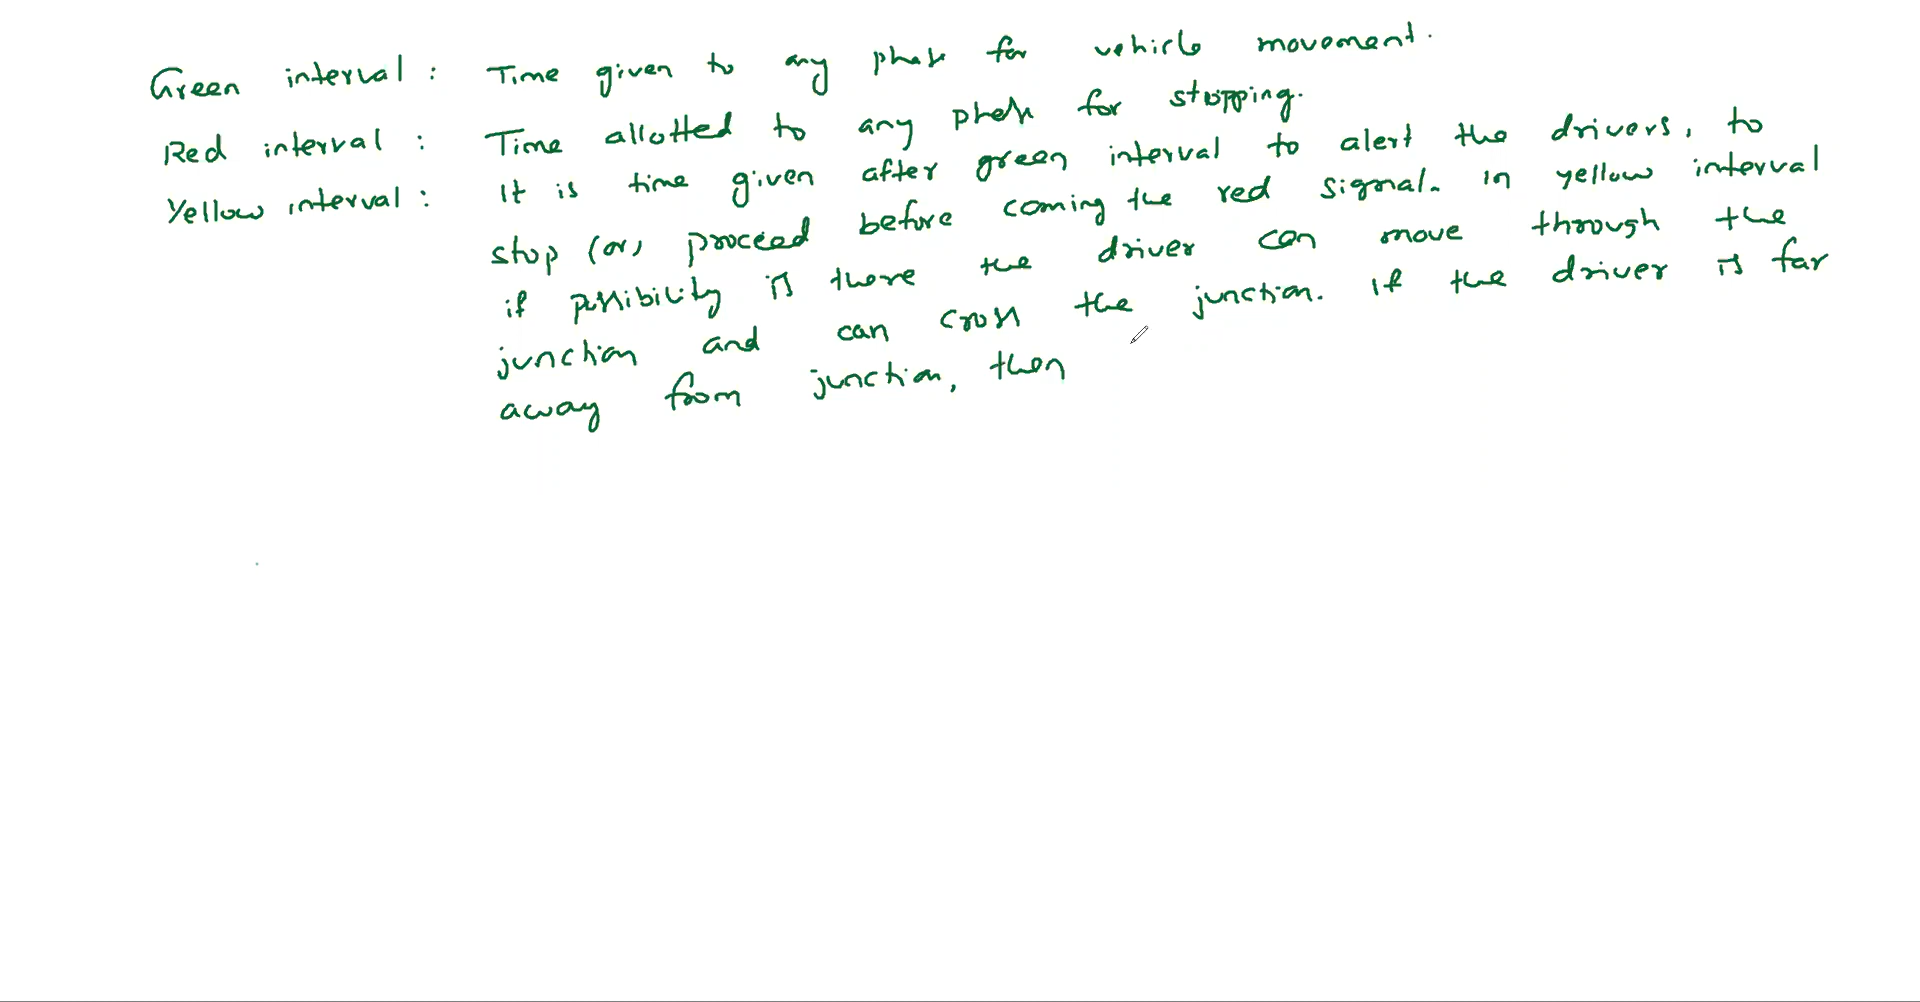 Green interval : Time given to any phase for vehicle movement.
Red interval : Time allotted to any phase for stopping.
Yellow interval : It is time given after green interval to alert the drivers, to
stop (or) proceed before coming the red signal. in yellow interval
if possibility is there the driver can move through the
junction and can cross the junction. If the driver is far
away from junction, then